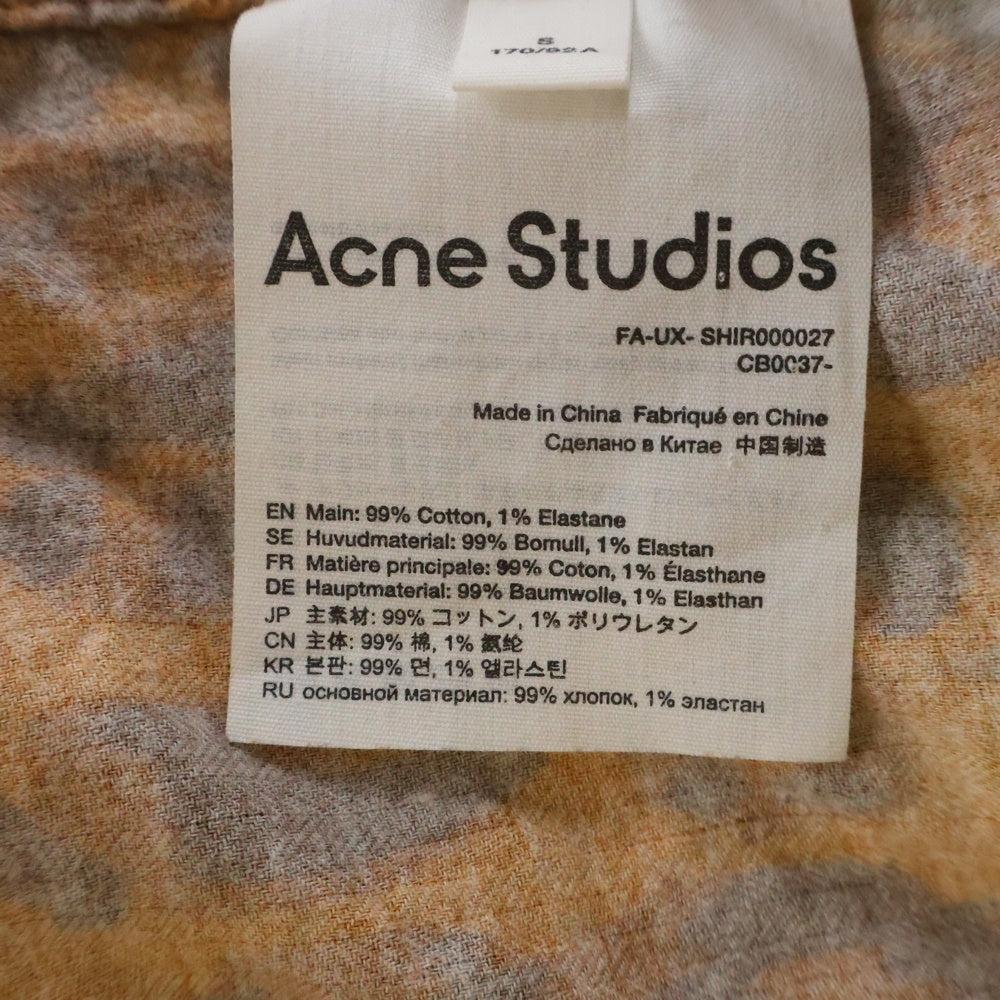 S
170/92.A
Acne Studios
FA-UX- SHIR000027
CB0037-
Made in China Fabriqué en Chine
Сделано в Китае 中国制造
EN Main: 99% Cotton, 1% Elastane
SE Huvudmaterial: 99% Bomull, 1% Elastan
FR Matière principale: 99% Coton, 1% Élasthane
DE Hauptmaterial: 99% Baumwolle, 1% Elasthan
JP 主素材: 99% コットン, 1% ポリウレタン
CN 主体: 99% 棉, 1% 氨纶
KR 본판: 99% 면, 1% 엘라스틴
RU основной материал: 99% хлопок, 1% эластан